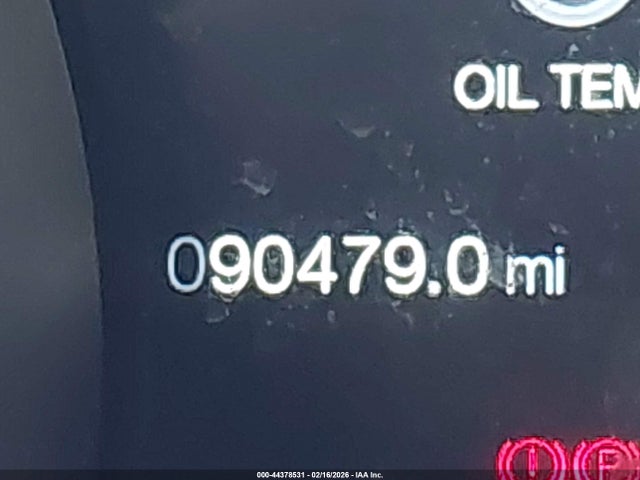 OIL TEM
090479.0 mi
000-44378531 - 02/16/2026 - IAA Inc.